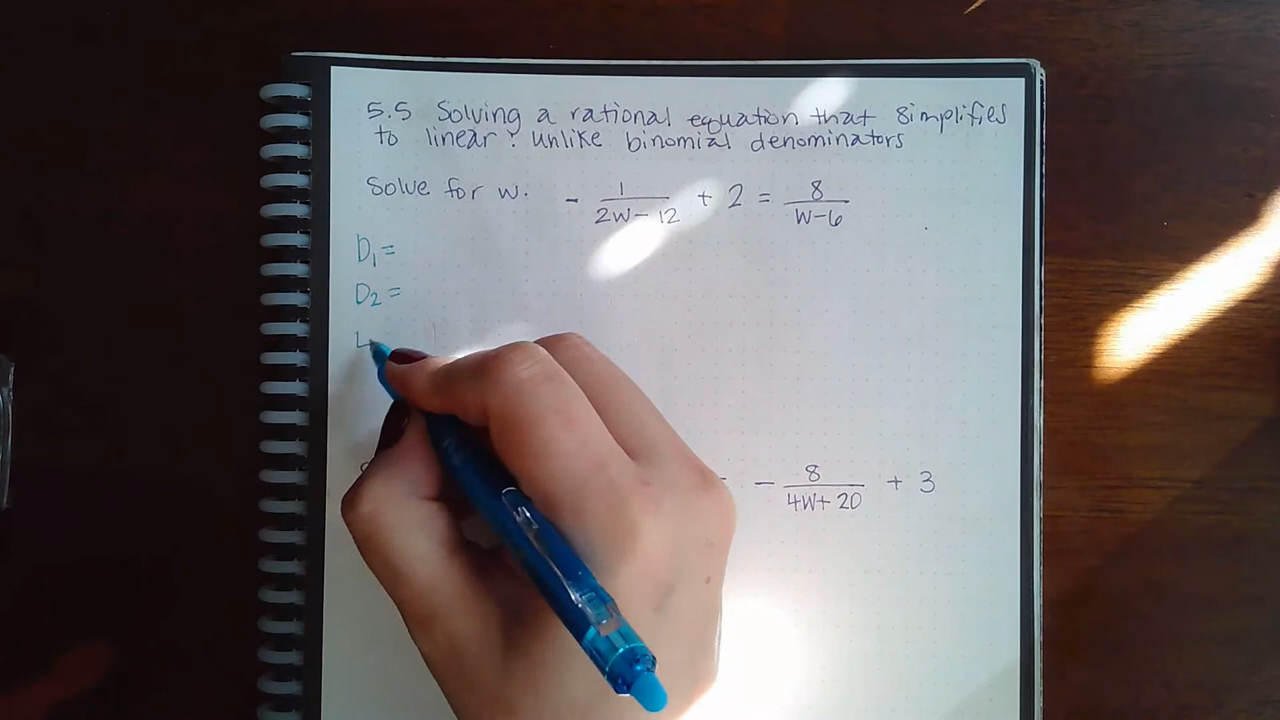 5.5 Solving a rational equation that simplifies
to linear: unlike binomial denominators
Solve for w. - 1/(2w-12) + 2 = 8/(w-6)
D₁=
D₂=
L
- 8/(4w+20) + 3